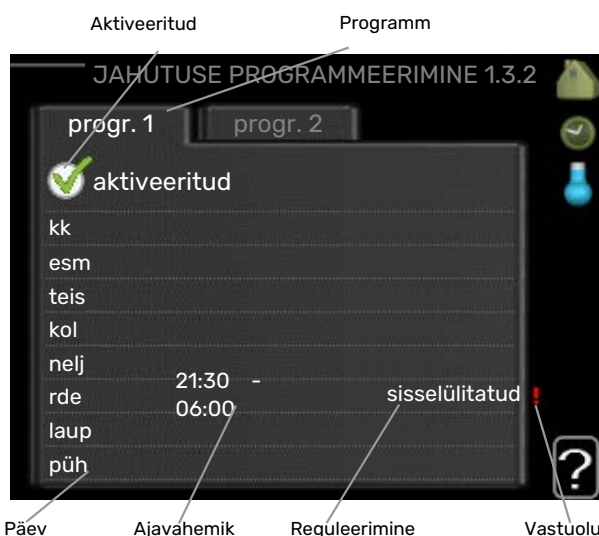 Aktiveeritud Programm
JAHUTUSE PROGRAMMEERIMINE 1.3.2
progr. 1 progr. 2
aktiveeritud
kk
esm
teis
kol
nelj
rde 21:30 - sisselülitatud !
06:00
laup
püh
?
Päev Ajavahemik Reguleerimine Vastuolu